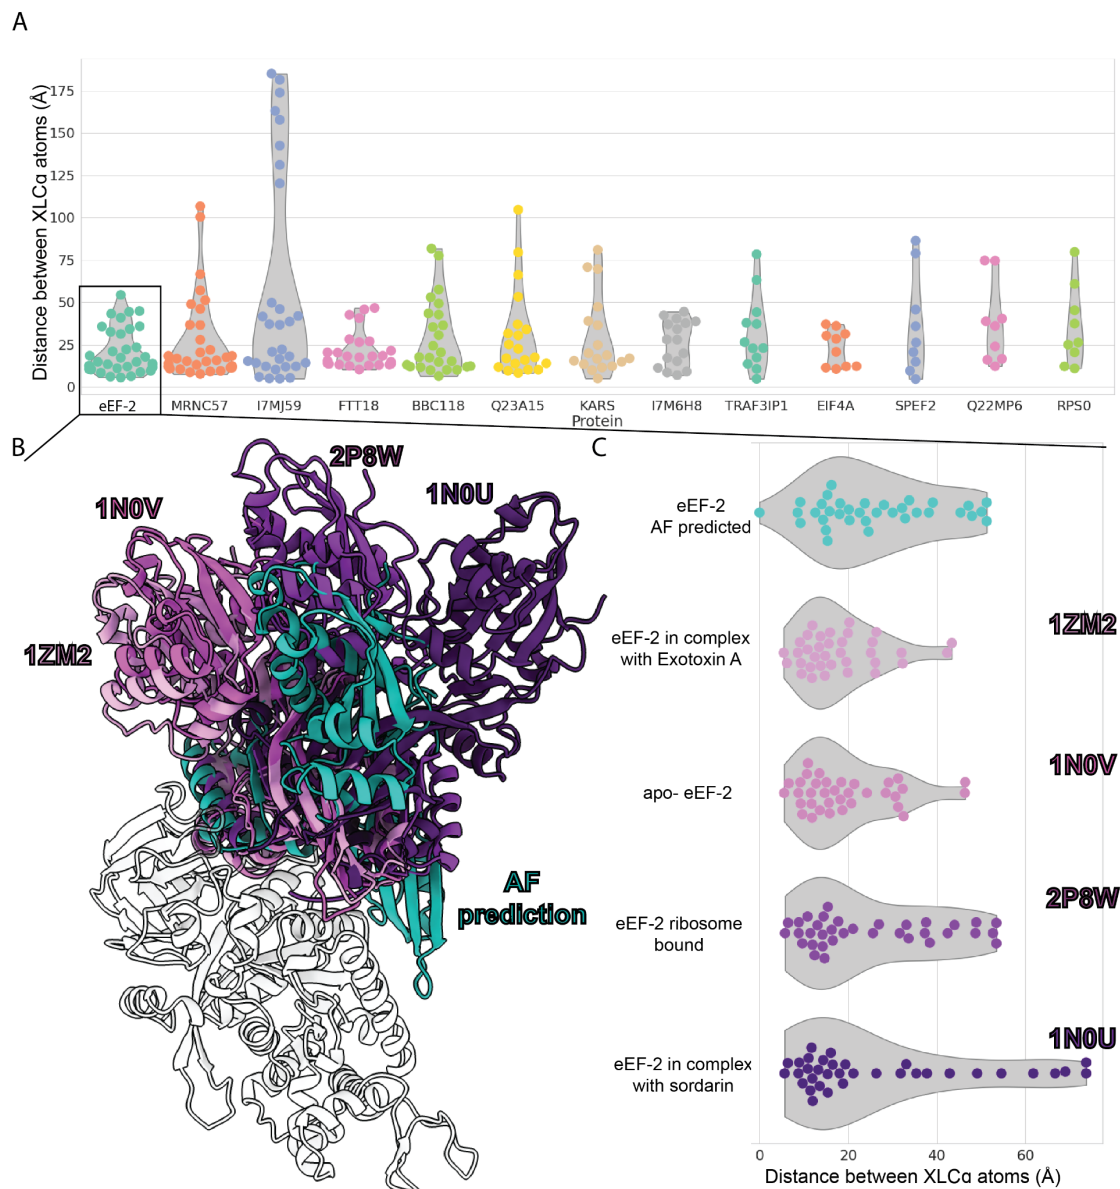 A
Distance between XLCα atoms (Å)
175
150
125
100
75
50
25
0
eEF-2 MRNC57 I7MJ59 FTT18 BBC118 Q23A15 KARS I7M6H8 TRAF3IP1 EIF4A SPEF2 Q22MP6 RPS0
Protein
B
2P8W
1N0V
1N0U
1ZM2
AF
prediction
C
eEF-2
AF predicted
eEF-2 in complex
with Exotoxin A
1ZM2
apo- eEF-2
1N0V
eEF-2 ribosome
bound
2P8W
eEF-2 in complex
with sordarin
1N0U
0 20 40 60
Distance between XLCα atoms (Å)